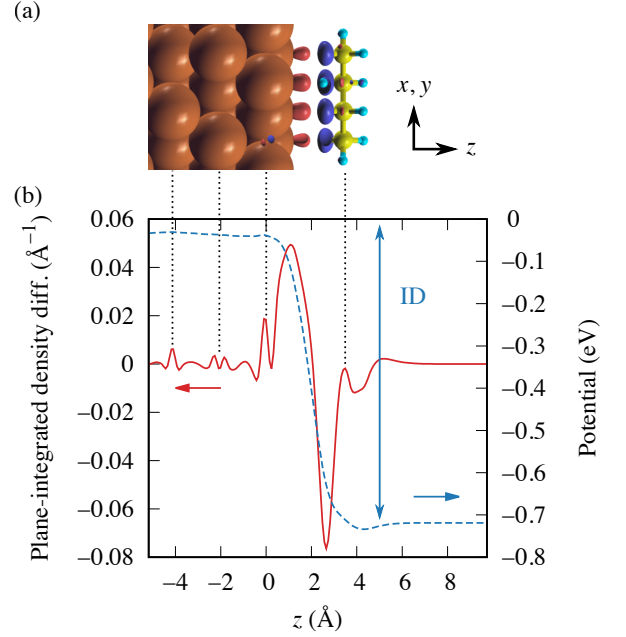 (a)
x, y
z
(b)
Plane-integrated density diff. (Å⁻¹)
0.06
0.04
0.02
0
−0.02
−0.04
−0.06
−0.08
ID
0
−0.1
−0.2
−0.3
−0.4
−0.5
−0.6
−0.7
−0.8
Potential (eV)
−4 −2 0 2 4 6 8
z (Å)